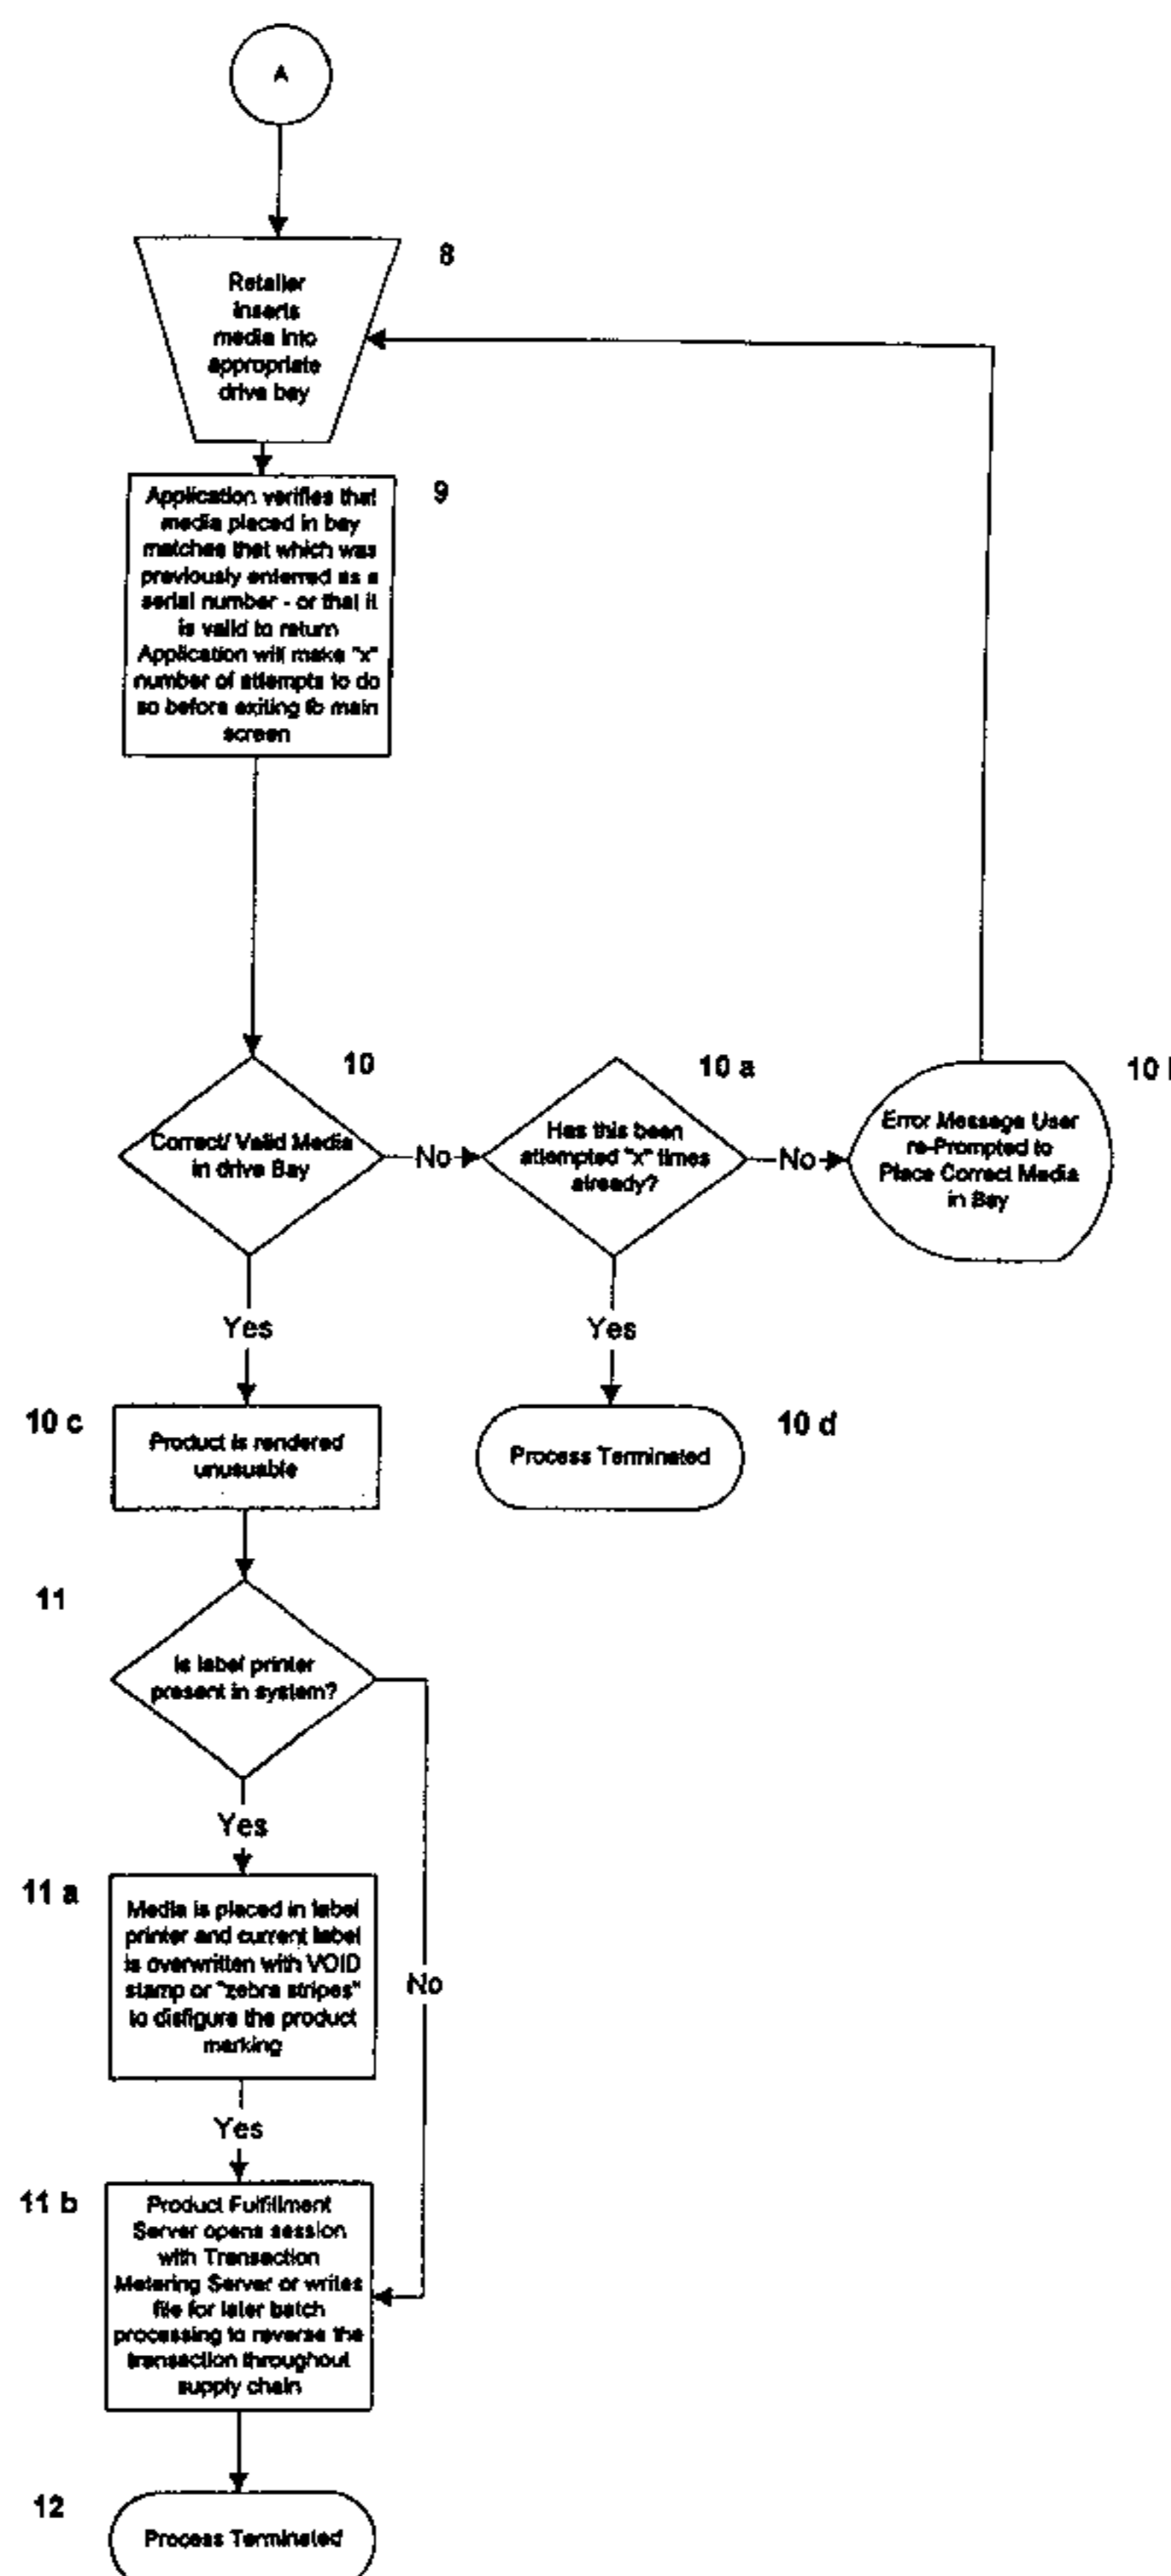 A
8
Retailer
inserts
media into
appropriate
drive bay
9
Application verifies that
media placed in bay
matches that which was
previously enterred as a
serial number - or that it
is valid to return
Application will make "x"
number of attempts to do
so before exiting to main
screen
10
Correct/ Valid Media
in drive Bay
No
10 a
Has this been
attempted "x" times
already?
No
10
Error Message User
re-Prompted to
Place Correct Media
in Bay
Yes
Yes
10 c
Product is rendered
unusuable
Process Terminated
10 d
11
Is label printer
present in system?
Yes
No
11 a
Media is placed in label
printer and current label
is overwritten with VOID
stamp or "zebra stripes"
to disfigure the product
marking
Yes
11 b
Product Fulfillment
Server opens session
with Transaction
Metering Server or writes
file for later batch
processing to reverse the
transaction throughout
supply chain
12
Process Terminated